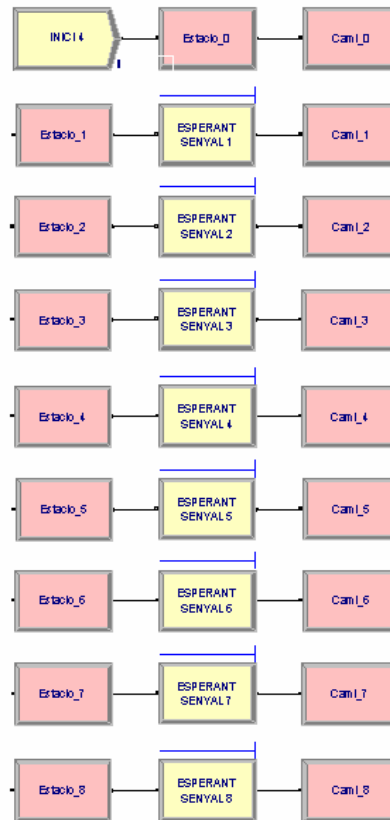 INICI 4
Estacio_0
Cami_0
Estacio_1
ESPERANT
SENYAL 1
Cami_1
Estacio_2
ESPERANT
SENYAL 2
Cami_2
Estacio_3
ESPERANT
SENYAL 3
Cami_3
Estacio_4
ESPERANT
SENYAL 4
Cami_4
Estacio_5
ESPERANT
SENYAL 5
Cami_5
Estacio_6
ESPERANT
SENYAL 6
Cami_6
Estacio_7
ESPERANT
SENYAL 7
Cami_7
Estacio_8
ESPERANT
SENYAL 8
Cami_8